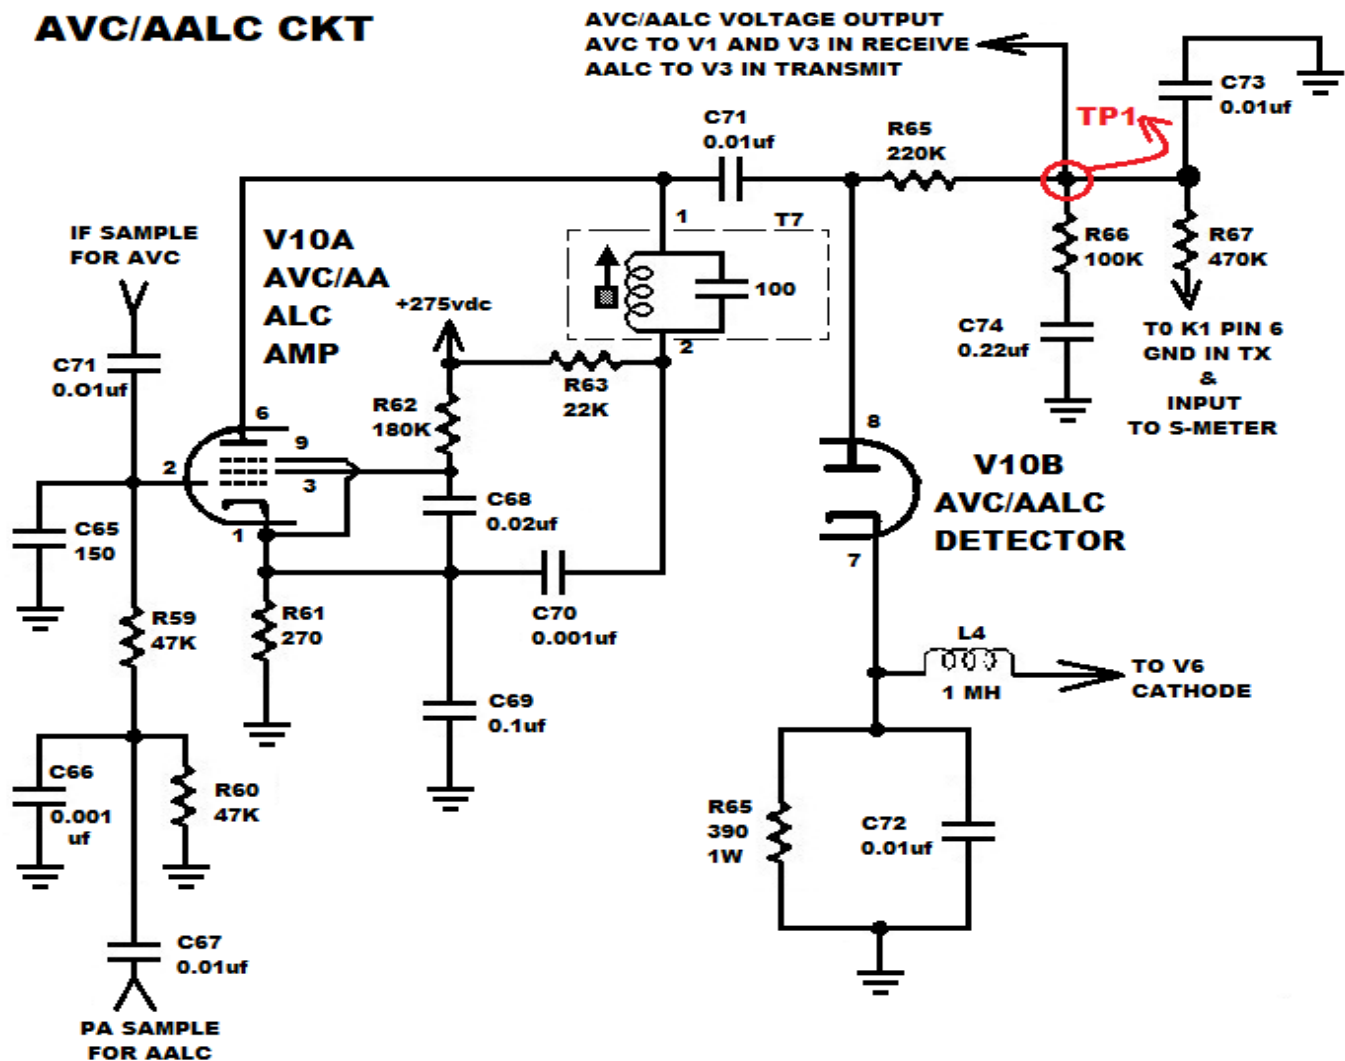 AVC/AALC CKT
AVC/AALC VOLTAGE OUTPUT
AVC TO V1 AND V3 IN RECEIVE
AALC TO V3 IN TRANSMIT
C73
0.01uf
TP1
C71
0.01uf
R65
220K
IF SAMPLE
FOR AVC
V10A
AVC/AA
ALC
AMP
+275vdc
1
T7
100
2
R66
100K
R67
470K
C74
0.22uf
T0 K1 PIN 6
GND IN TX
&
INPUT
TO S-METER
C71
0.O1uf
R63
22K
R62
180K
6
9
2
3
1
8
V10B
AVC/AALC
DETECTOR
7
C65
150
C68
0.02uf
R59
47K
R61
270
C70
0.001uf
L4
1 MH
TO V6
CATHODE
C69
0.1uf
C66
0.001
uf
R60
47K
R65
390
1W
C72
0.01uf
C67
0.01uf
PA SAMPLE
FOR AALC